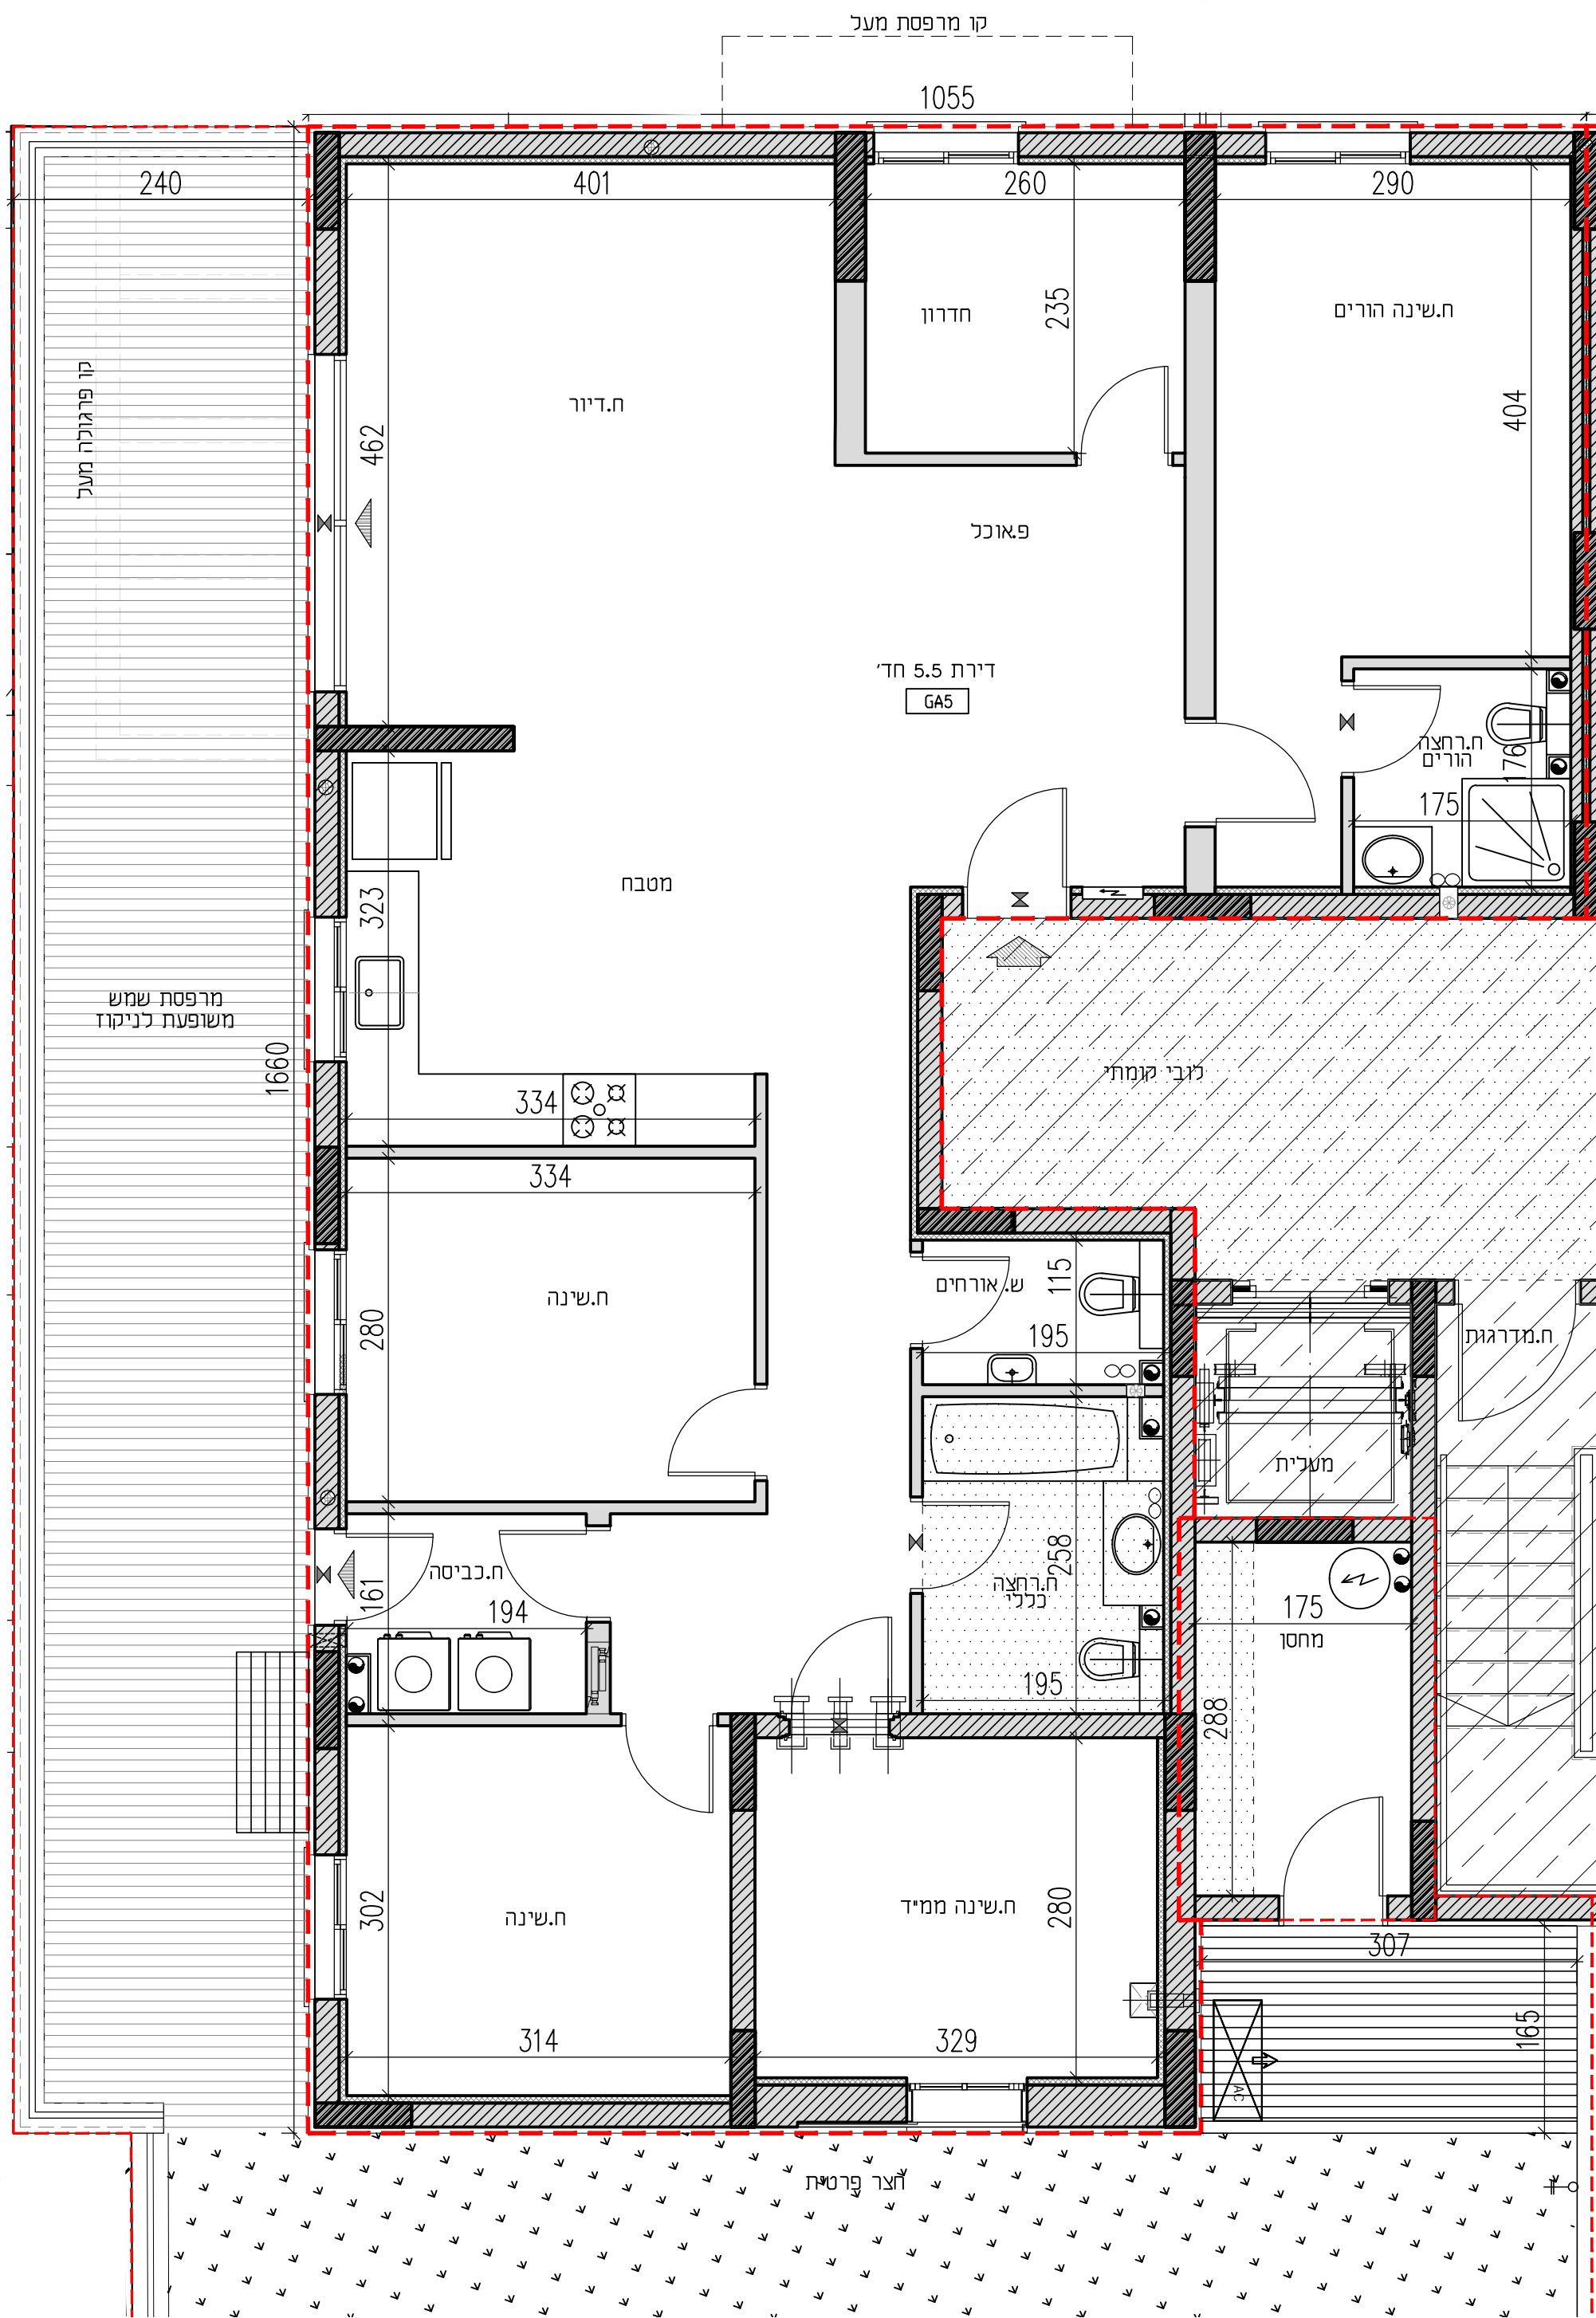 קו מרפסת מעל
1055
240
401
260
290
חדרון
235
ח.שינה הורים
קו פרגולה מעל
ח.דיור
404
462
פ.אוכל
דירת 5.5 חד'
GA5
ח.רחצה
הורים
176
175
מטבח
323
מרפסת שמש
משופעת לניקוז
1660
לובי קומתי
334
334
ח.שינה
280
ש. אורחים
115
195
ח.מדרגות
מעלית
ח.כביסה
161
194
ח.רחצה
כללי
258
195
175
מחסן
288
ח.שינה
302
314
ח.שינה ממ"ד
280
329
307
165
AC
חצר פרטית